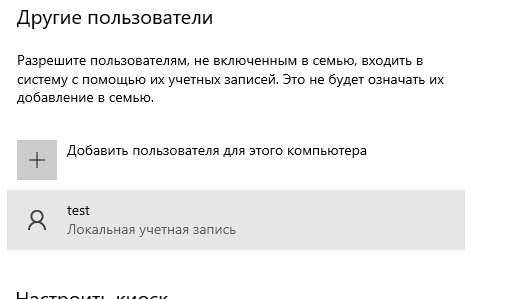 Другие пользователи
Разрешите пользователям, не включенным в семью, входить в
систему с помощью их учетных записей. Это не будет означать их
добавление в семью.
Добавить пользователя для этого компьютера
test
Локальная учетная запись
Настроить киоск